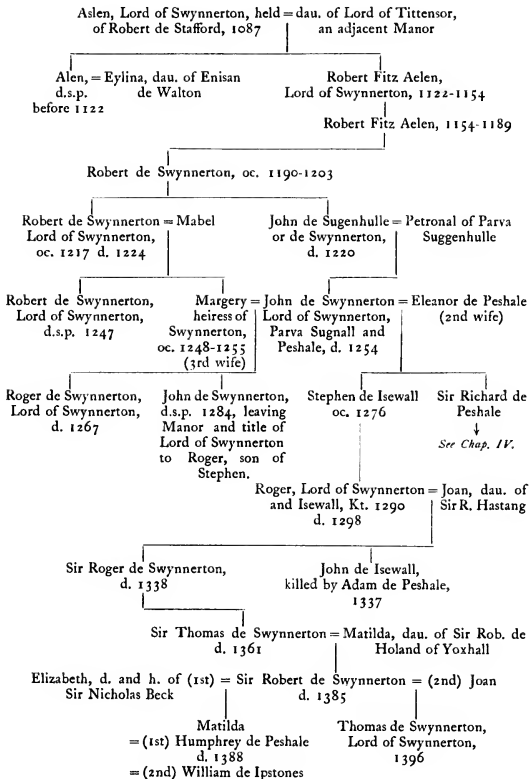 Aslen, Lord of Swynnerton, held = dau. of Lord of Tittensor,
of Robert de Stafford, 1087 an adjacent Manor
Alen, = Eylina, dau. of Enisan
d.s.p. de Walton
before 1122
Robert Fitz Aelen,
Lord of Swynnerton, 1122-1154
Robert Fitz Aelen, 1154-1189
Robert de Swynnerton, oc. 1190-1203
Robert de Swynnerton = Mabel
Lord of Swynnerton,
oc. 1217 d. 1224
John de Sugenhulle = Petronal of Parva
or de Swynnerton, Suggenhulle
d. 1220
Robert de Swynnerton,
Lord of Swynnerton,
d.s.p. 1247
Margery = John de Swynnerton = Eleanor de Peshale
heiress of Lord of Swynnerton, (2nd wife)
Swynnerton, Parva Sugnall and
oc. 1248-1255 Peshale, d. 1254
(3rd wife)
Roger de Swynnerton,
Lord of Swynnerton,
d. 1267
John de Swynnerton,
d.s.p. 1284, leaving
Manor and title of
Lord of Swynnerton
to Roger, son of
Stephen.
Stephen de Isewall
oc. 1276
Sir Richard de
Peshale
See Chap. IV.
Roger, Lord of Swynnerton = Joan, dau. of
and Isewall, Kt. 1290 Sir R. Hastang
d. 1298
Sir Roger de Swynnerton,
d. 1338
John de Isewall,
killed by Adam de Peshale,
1337
Sir Thomas de Swynnerton = Matilda, dau. of Sir Rob. de
d. 1361 Holand of Yoxhall
Elizabeth, d. and h. of (1st) = Sir Robert de Swynnerton = (2nd) Joan
Sir Nicholas Beck d. 1385
Matilda
= (1st) Humphrey de Peshale
d. 1388
= (2nd) William de Ipstones
Thomas de Swynnerton,
Lord of Swynnerton,
1396